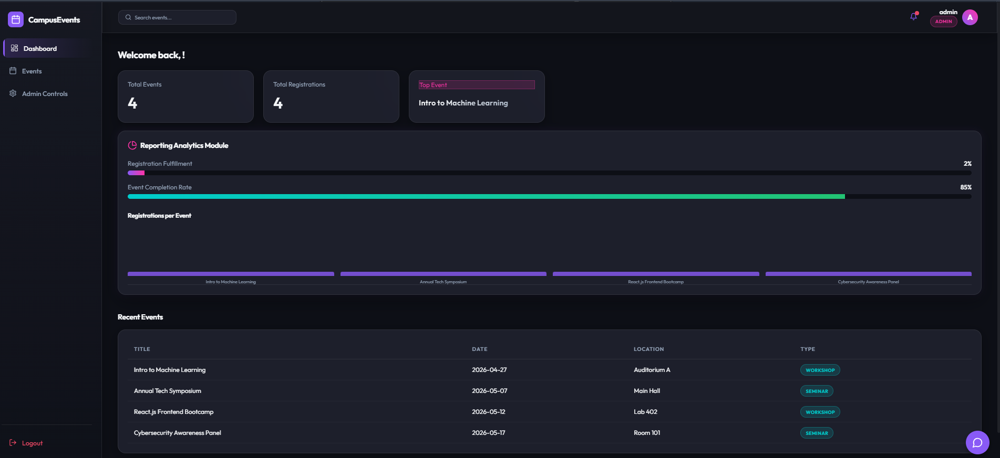 CampusEvents
Search events...
admin
ADMIN
A
Dashboard
Events
Admin Controls
Logout
Welcome back, !
Total Events
4
Total Registrations
4
Top Event
Intro to Machine Learning
Reporting Analytics Module
Registration Fulfillment 2%
Event Completion Rate 85%
Registrations per Event
Intro to Machine Learning Annual Tech Symposium React.js Frontend Bootcamp Cybersecurity Awareness Panel
Recent Events
TITLE DATE LOCATION TYPE
Intro to Machine Learning 2026-04-27 Auditorium A WORKSHOP
Annual Tech Symposium 2026-05-07 Main Hall SEMINAR
React.js Frontend Bootcamp 2026-05-12 Lab 402 WORKSHOP
Cybersecurity Awareness Panel 2026-05-17 Room 101 SEMINAR